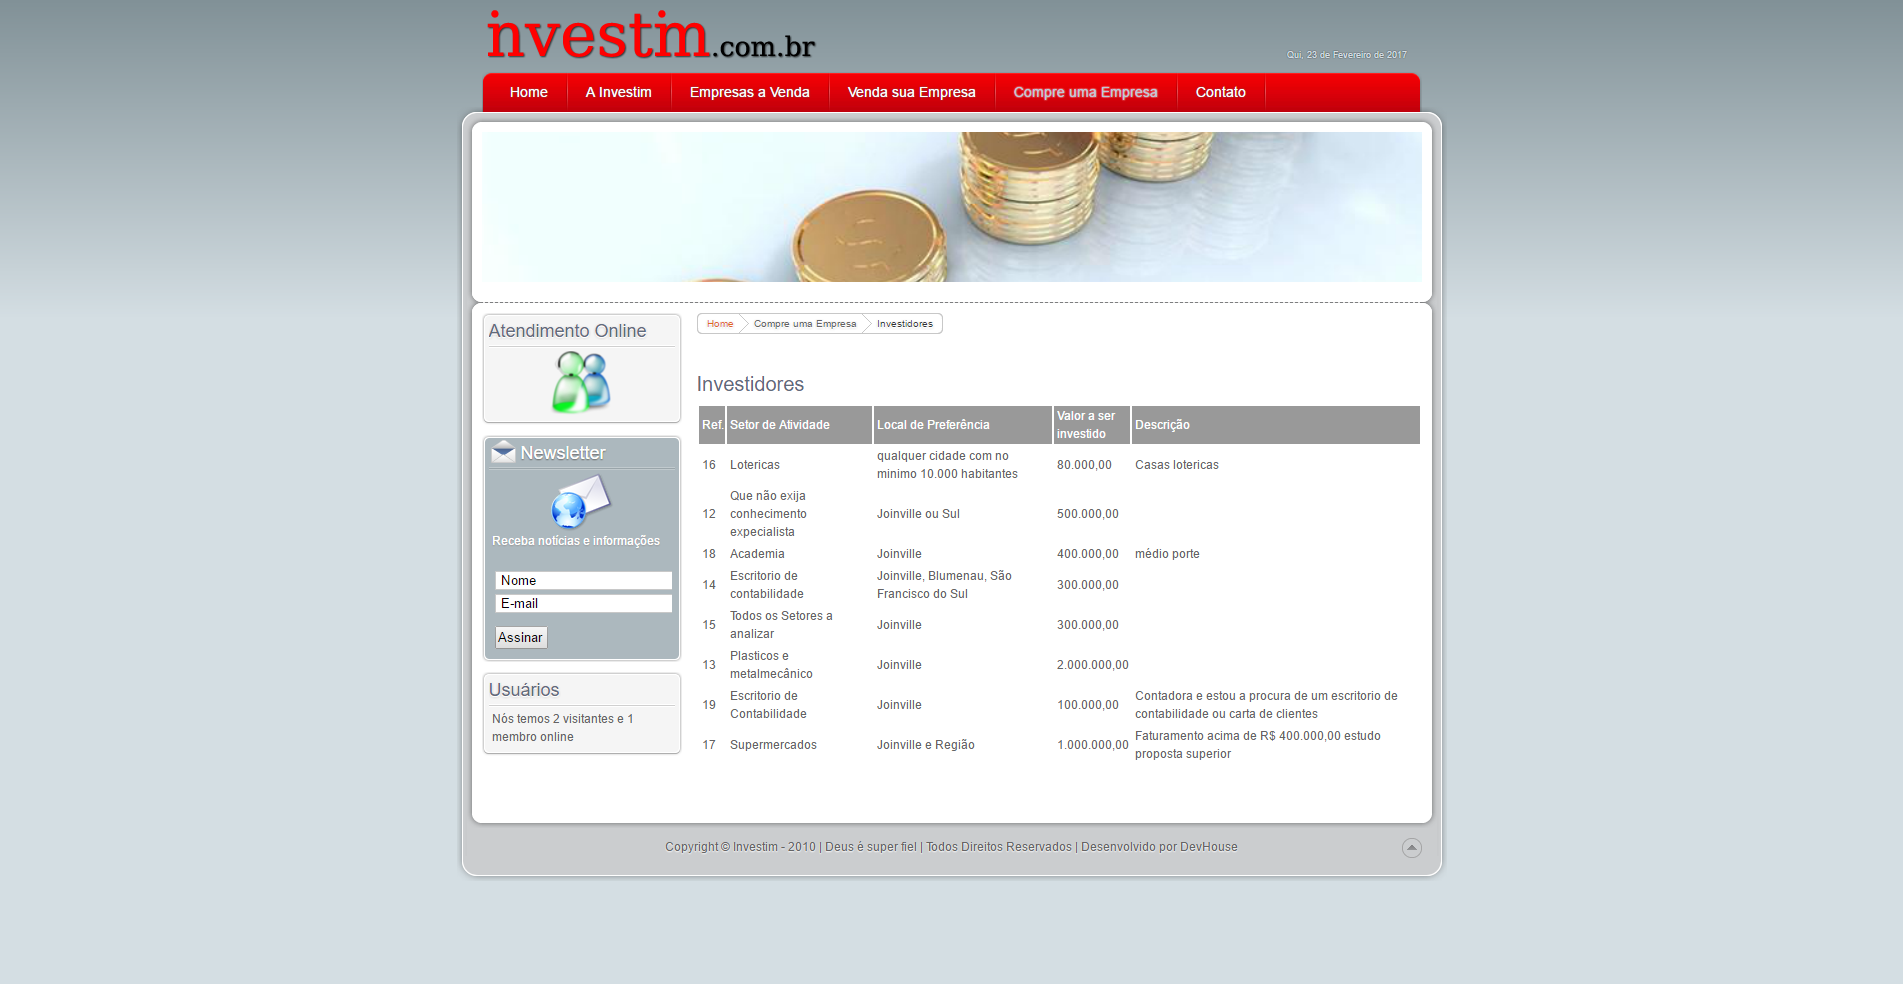 investim.com.br
Qui, 23 de Fevereiro de 2017
Home A Investim Empresas a Venda Venda sua Empresa Compre uma Empresa Contato
Atendimento Online
Newsletter
Receba notícias e informações
Nome
E-mail
Assinar
Usuários
Nós temos 2 visitantes e 1
membro online
Home Compre uma Empresa Investidores
Investidores
Ref. Setor de Atividade Local de Preferência Valor a ser investido Descrição
16 Lotericas qualquer cidade com no minimo 10.000 habitantes 80.000,00 Casas lotericas
12 Que não exija conhecimento expecialista Joinville ou Sul 500.000,00
18 Academia Joinville 400.000,00 médio porte
14 Escritorio de contabilidade Joinville, Blumenau, São Francisco do Sul 300.000,00
15 Todos os Setores a analizar Joinville 300.000,00
13 Plasticos e metalmecânico Joinville 2.000.000,00
19 Escritorio de Contabilidade Joinville 100.000,00 Contadora e estou a procura de um escritorio de contabilidade ou carta de clientes
17 Supermercados Joinville e Região 1.000.000,00 Faturamento acima de R$ 400.000,00 estudo proposta superior
Copyright © Investim - 2010 | Deus é super fiel | Todos Direitos Reservados | Desenvolvido por DevHouse